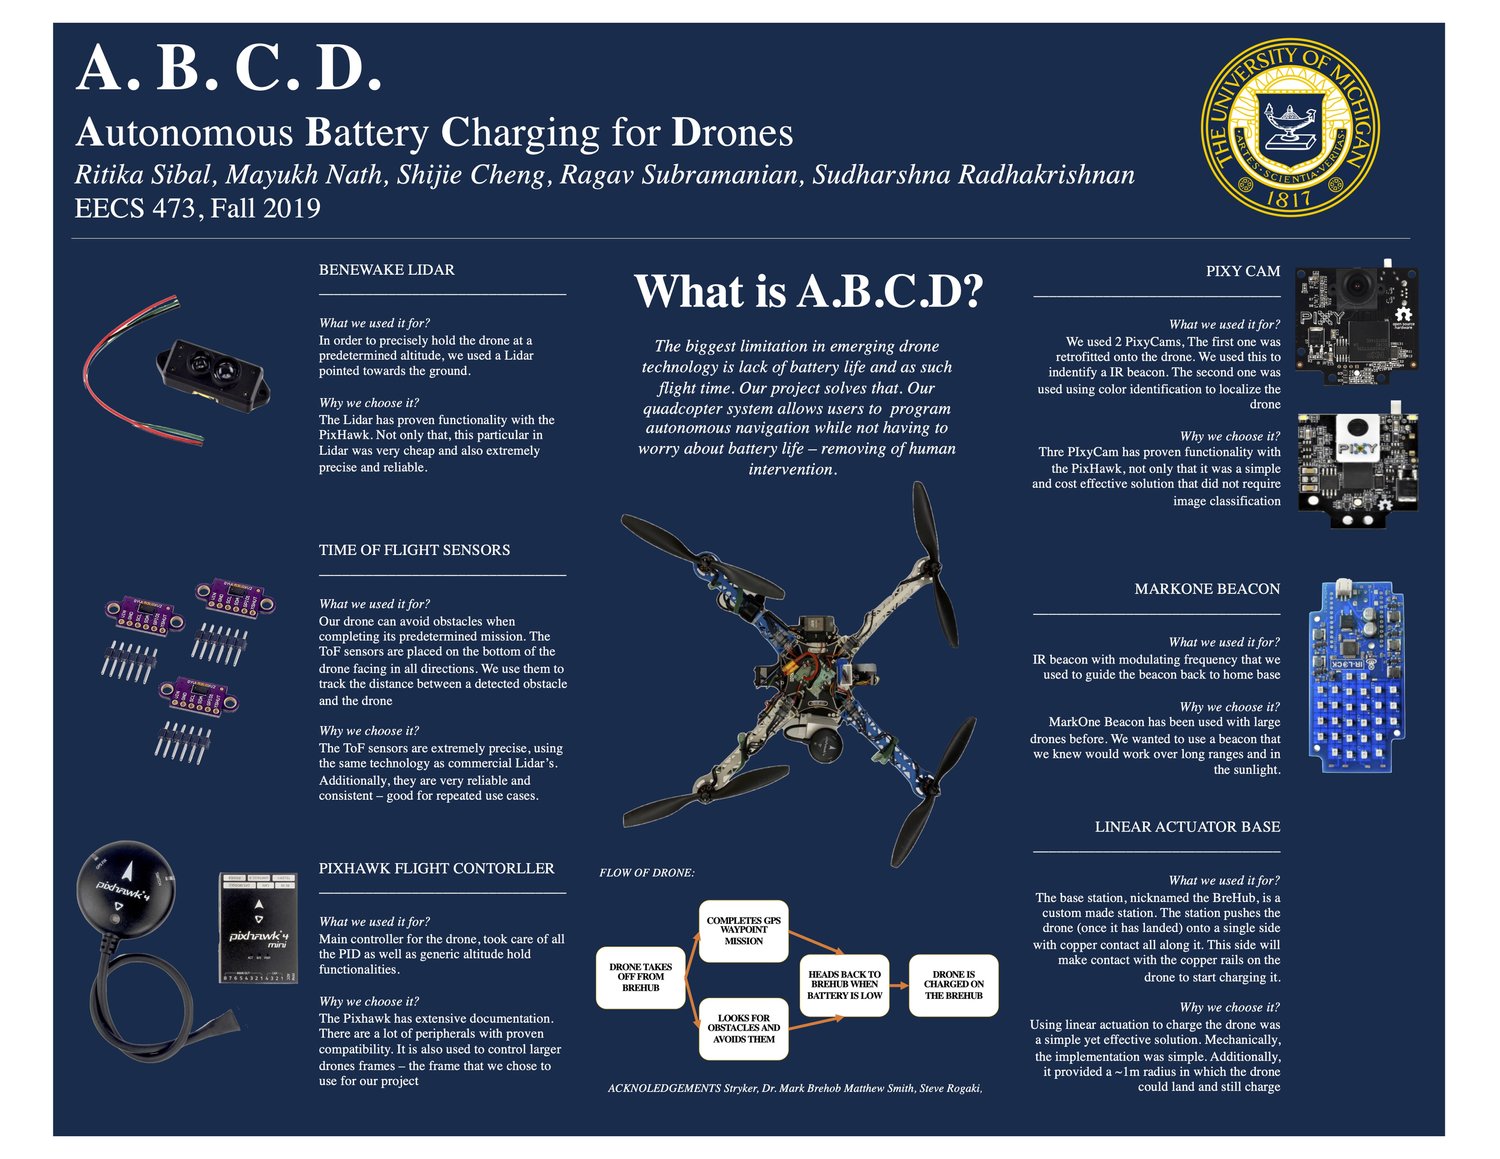 A. B. C. D.
Autonomous Battery Charging for Drones
Ritika Sibal, Mayukh Nath, Shijie Cheng, Ragav Subramanian, Sudharshna Radhakrishnan
EECS 473, Fall 2019
THE UNIVERSITY OF MICHIGAN
ARTES · SCIENTIA · VERITAS
1817
BENEWAKE LIDAR
What we used it for?
In order to precisely hold the drone at a
predetermined altitude, we used a Lidar
pointed towards the ground.
Why we choose it?
The Lidar has proven functionality with the
PixHawk. Not only that, this particular in
Lidar was very cheap and also extremely
precise and reliable.
TIME OF FLIGHT SENSORS
What we used it for?
Our drone can avoid obstacles when
completing its predetermined mission. The
ToF sensors are placed on the bottom of the
drone facing in all directions. We use them to
track the distance between a detected obstacle
and the drone
Why we choose it?
The ToF sensors are extremely precise, using
the same technology as commercial Lidar's.
Additionally, they are very reliable and
consistent – good for repeated use cases.
pixhawk 4
pixhawk 4
mini
PIXHAWK FLIGHT CONTORLLER
What we used it for?
Main controller for the drone, took care of all
the PID as well as generic altitude hold
functionalities.
Why we choose it?
The Pixhawk has extensive documentation.
There are a lot of peripherals with proven
compatibility. It is also used to control larger
drones frames – the frame that we chose to
use for our project
What is A.B.C.D?
The biggest limitation in emerging drone
technology is lack of battery life and as such
flight time. Our project solves that. Our
quadcopter system allows users to program
autonomous navigation while not having to
worry about battery life – removing of human
intervention.
FLOW OF DRONE:
DRONE TAKES
OFF FROM
BREHUB
COMPLETES GPS
WAYPOINT
MISSION
LOOKS FOR
OBSTACLES AND
AVOIDS THEM
HEADS BACK TO
BREHUB WHEN
BATTERY IS LOW
DRONE IS
CHARGED ON
THE BREHUB
ACKNOLEDGEMENTS Stryker, Dr. Mark Brehob Matthew Smith, Steve Rogaki,
PIXY CAM
What we used it for?
We used 2 PixyCams, The first one was
retrofitted onto the drone. We used this to
indentify a IR beacon. The second one was
used using color identification to localize the
drone
Why we choose it?
Thre PIxyCam has proven functionality with
the PixHawk, not only that it was a simple
and cost effective solution that did not require
image classification
PIXY
open source
hardware
PIXY
MARKONE BEACON
What we used it for?
IR beacon with modulating frequency that we
used to guide the beacon back to home base
Why we choose it?
MarkOne Beacon has been used with large
drones before. We wanted to use a beacon that
we knew would work over long ranges and in
the sunlight.
IR-LOCK
LINEAR ACTUATOR BASE
What we used it for?
The base station, nicknamed the BreHub, is a
custom made station. The station pushes the
drone (once it has landed) onto a single side
with copper contact all along it. This side will
make contact with the copper rails on the
drone to start charging it.
Why we choose it?
Using linear actuation to charge the drone was
a simple yet effective solution. Mechanically,
the implementation was simple. Additionally,
it provided a ~1m radius in which the drone
could land and still charge